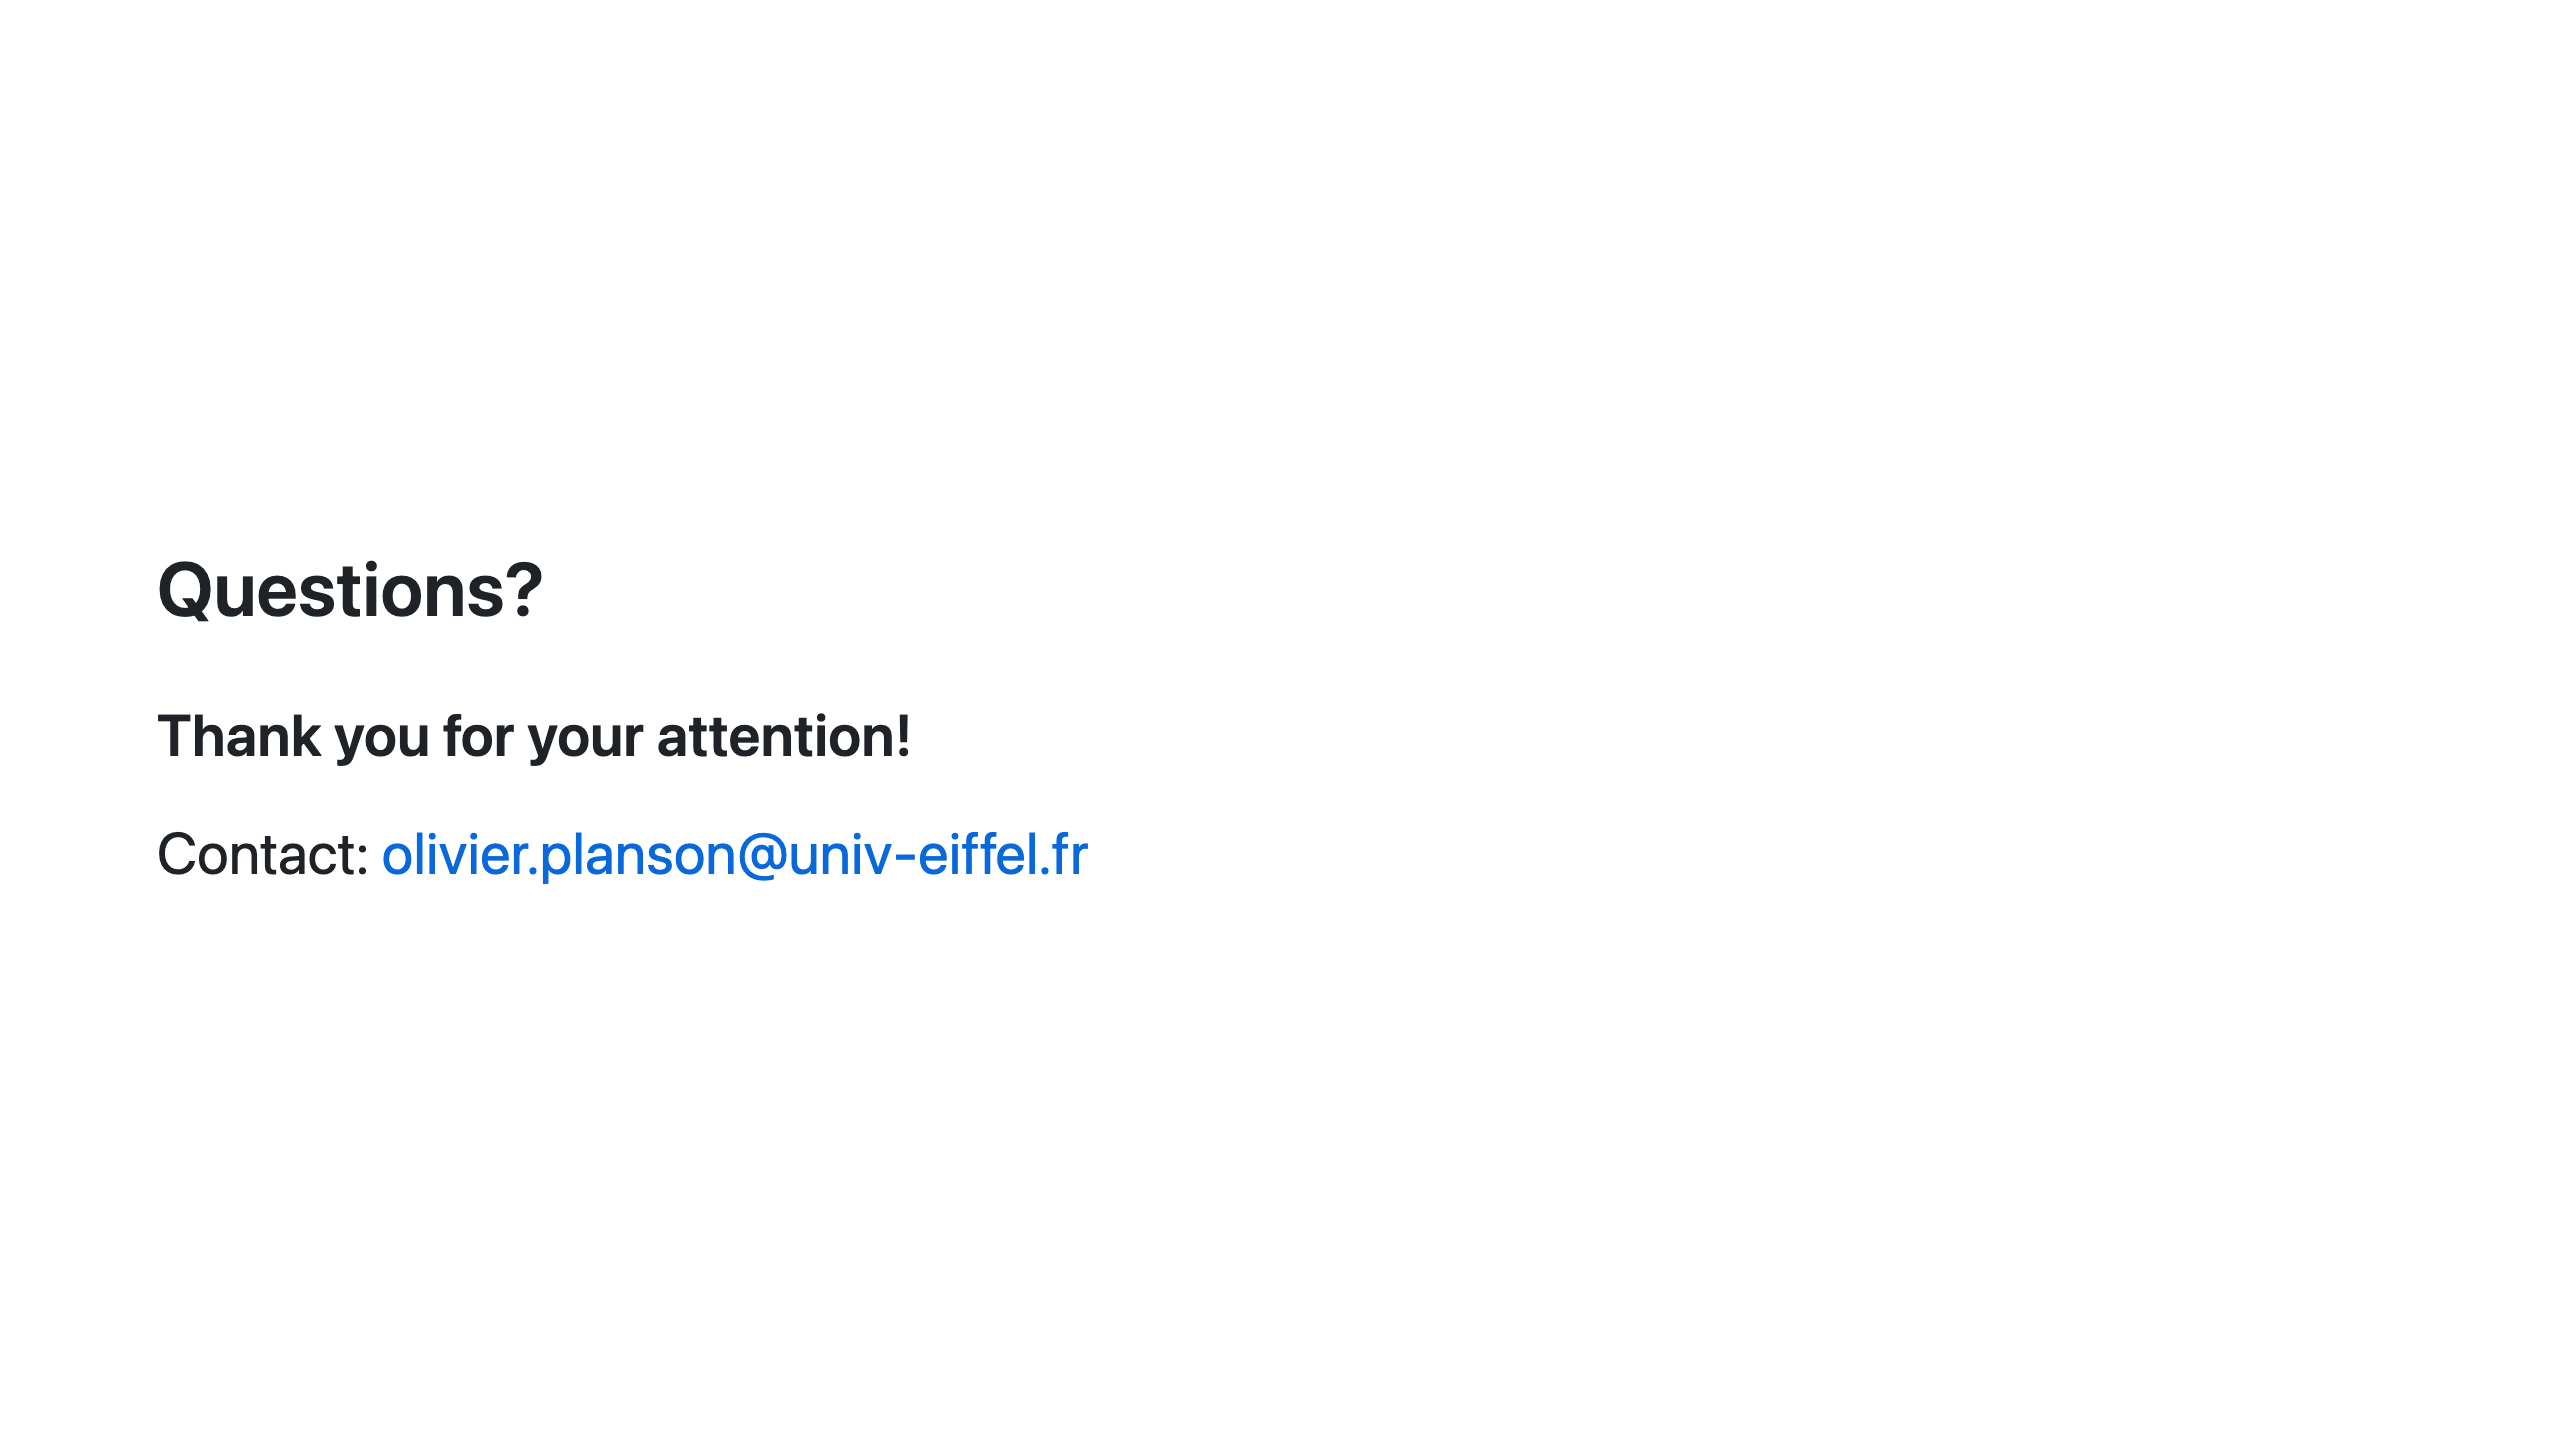 Questions?
Thank you for your attention!
Contact: olivier.planson@univ-eiffel.fr